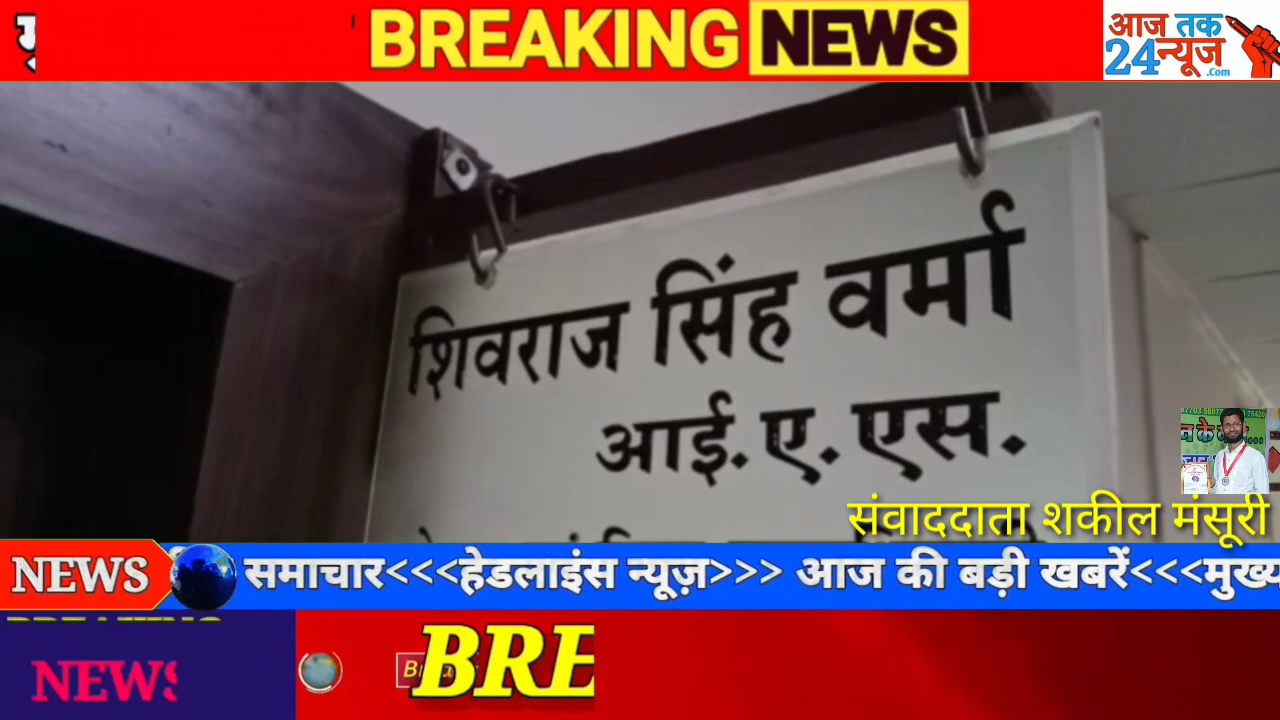 BREAKING NEWS
आज तक
24न्यूज
.Com
शिवराज सिंह वर्मा
आई.ए.एस.
संवाददाता शकील मंसूरी
NEWS समाचार<<<हेडलाइंस न्यूज़>>> आज की बड़ी खबरें<<<मुख्य
NEWS
BRE